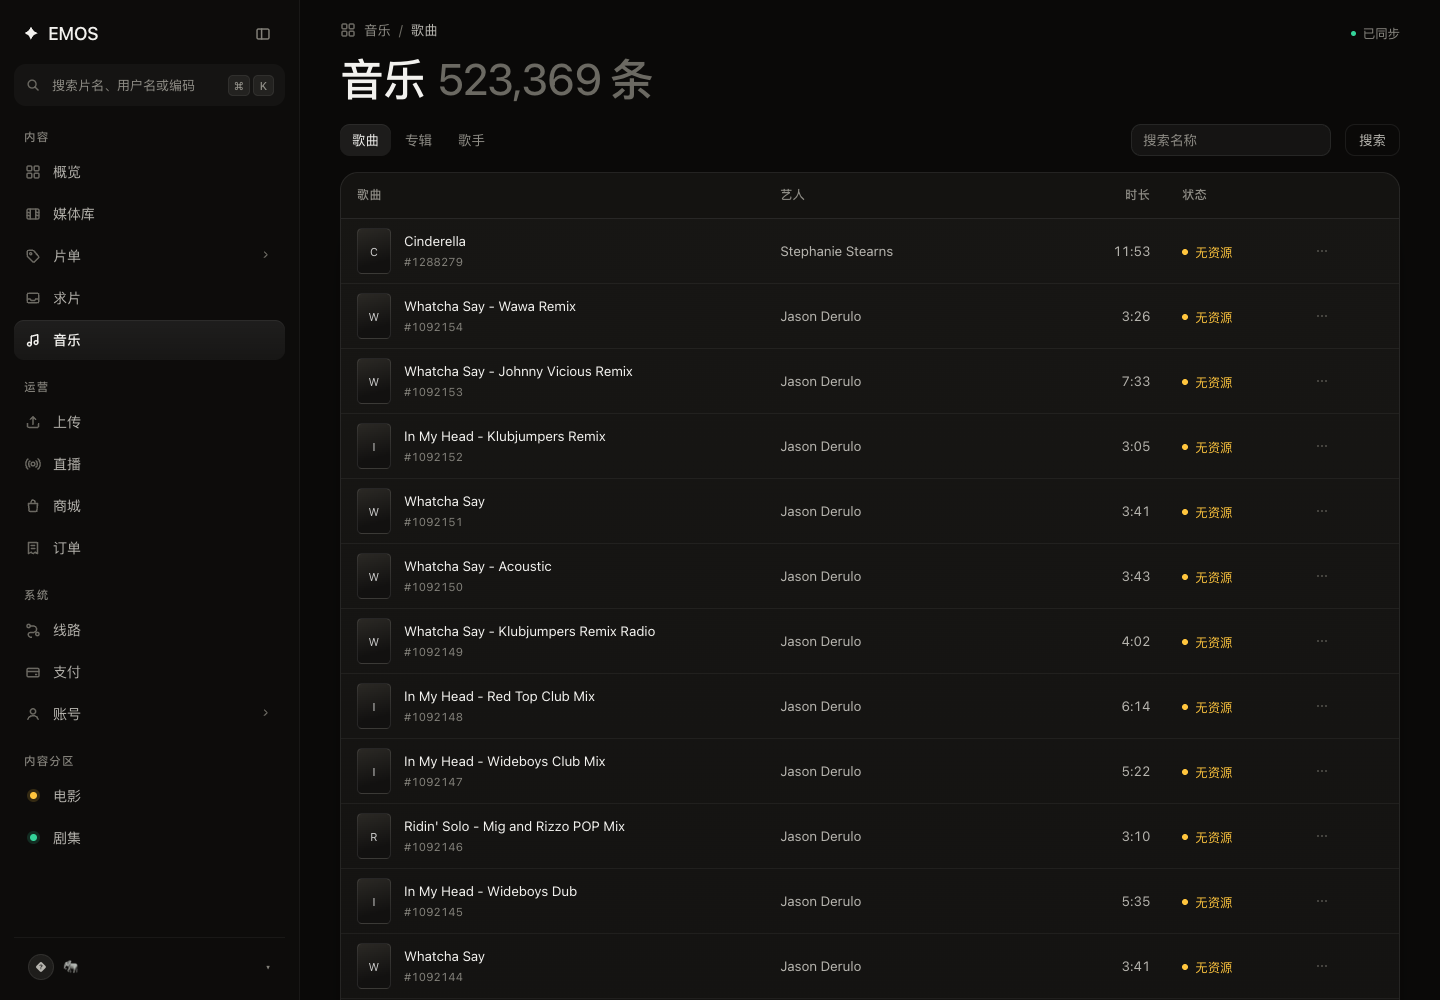 EMOS
搜索片名、用户名或编码 ⌘ K
内容
概览
媒体库
片单
求片
音乐
运营
上传
直播
商城
订单
系统
线路
支付
账号
内容分区
电影
剧集
音乐 / 歌曲
已同步
音乐 523,369 条
歌曲 专辑 歌手
搜索名称 搜索
歌曲 艺人 时长 状态
C Cinderella Stephanie Stearns 11:53 无资源 ...
#1288279
W Whatcha Say - Wawa Remix Jason Derulo 3:26 无资源 ...
#1092154
W Whatcha Say - Johnny Vicious Remix Jason Derulo 7:33 无资源 ...
#1092153
I In My Head - Klubjumpers Remix Jason Derulo 3:05 无资源 ...
#1092152
W Whatcha Say Jason Derulo 3:41 无资源 ...
#1092151
W Whatcha Say - Acoustic Jason Derulo 3:43 无资源 ...
#1092150
W Whatcha Say - Klubjumpers Remix Radio Jason Derulo 4:02 无资源 ...
#1092149
I In My Head - Red Top Club Mix Jason Derulo 6:14 无资源 ...
#1092148
I In My Head - Wideboys Club Mix Jason Derulo 5:22 无资源 ...
#1092147
R Ridin' Solo - Mig and Rizzo POP Mix Jason Derulo 3:10 无资源 ...
#1092146
I In My Head - Wideboys Dub Jason Derulo 5:35 无资源 ...
#1092145
W Whatcha Say Jason Derulo 3:41 无资源 ...
#1092144